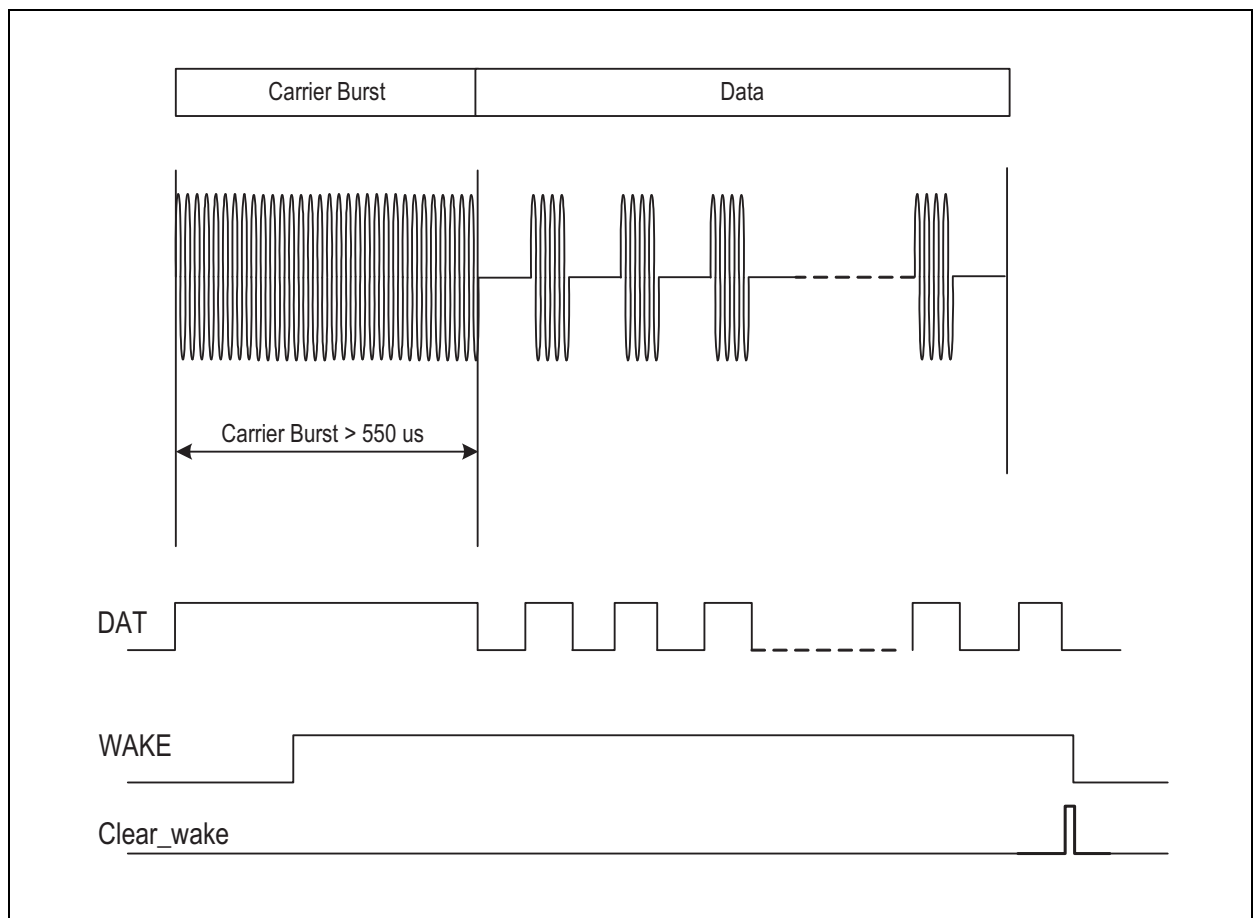 Carrier Burst
Data
Carrier Burst > 550 us
DAT
WAKE
Clear_wake